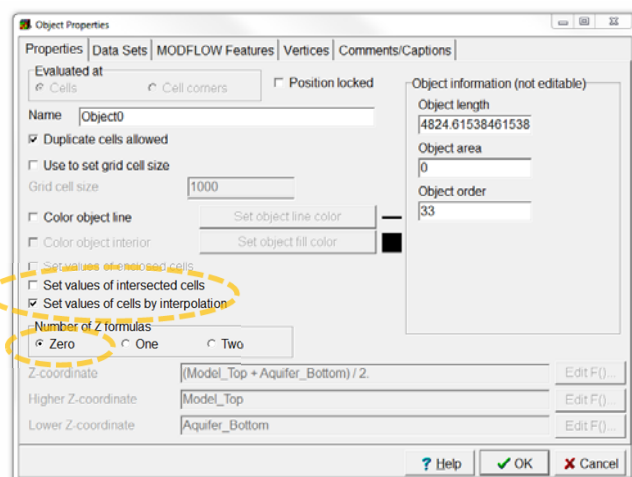 Object Properties
Properties Data Sets MODFLOW Features Vertices Comments/Captions
Evaluated at
Cells Cell corners
Position locked
Name Object0
Duplicate cells allowed
Use to set grid cell size
Grid cell size 1000
Color object line Set object line color
Color object interior Set object fill color
Set values of enclosed cells
Set values of intersected cells
Set values of cells by interpolation
Number of Z formulas
Zero One Two
Object information (not editable)
Object length
4824.61538461538
Object area
0
Object order
33
Z-coordinate (Model_Top + Aquifer_Bottom) / 2. Edit F()...
Higher Z-coordinate Model_Top Edit F()...
Lower Z-coordinate Aquifer_Bottom Edit F()...
? Help OK Cancel